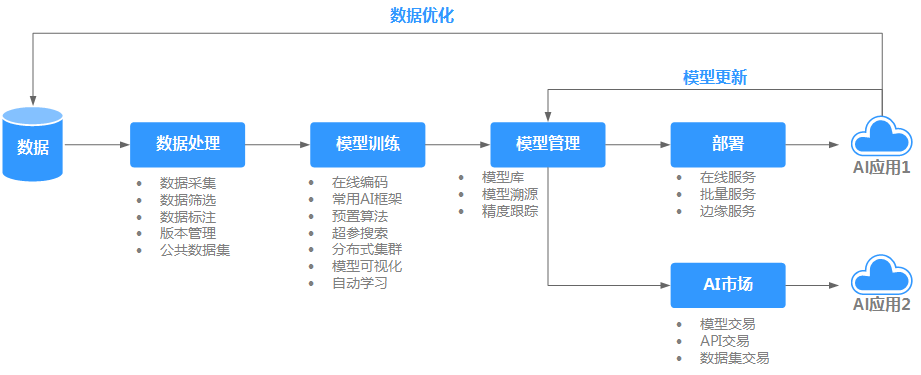 数据优化
模型更新
数据
数据处理
模型训练
模型管理
部署
AI应用1
• 数据采集
• 数据筛选
• 数据标注
• 版本管理
• 公共数据集
• 在线编码
• 常用AI框架
• 预置算法
• 超参搜索
• 分布式集群
• 模型可视化
• 自动学习
• 模型库
• 模型溯源
• 精度跟踪
• 在线服务
• 批量服务
• 边缘服务
AI市场
AI应用2
• 模型交易
• API交易
• 数据集交易